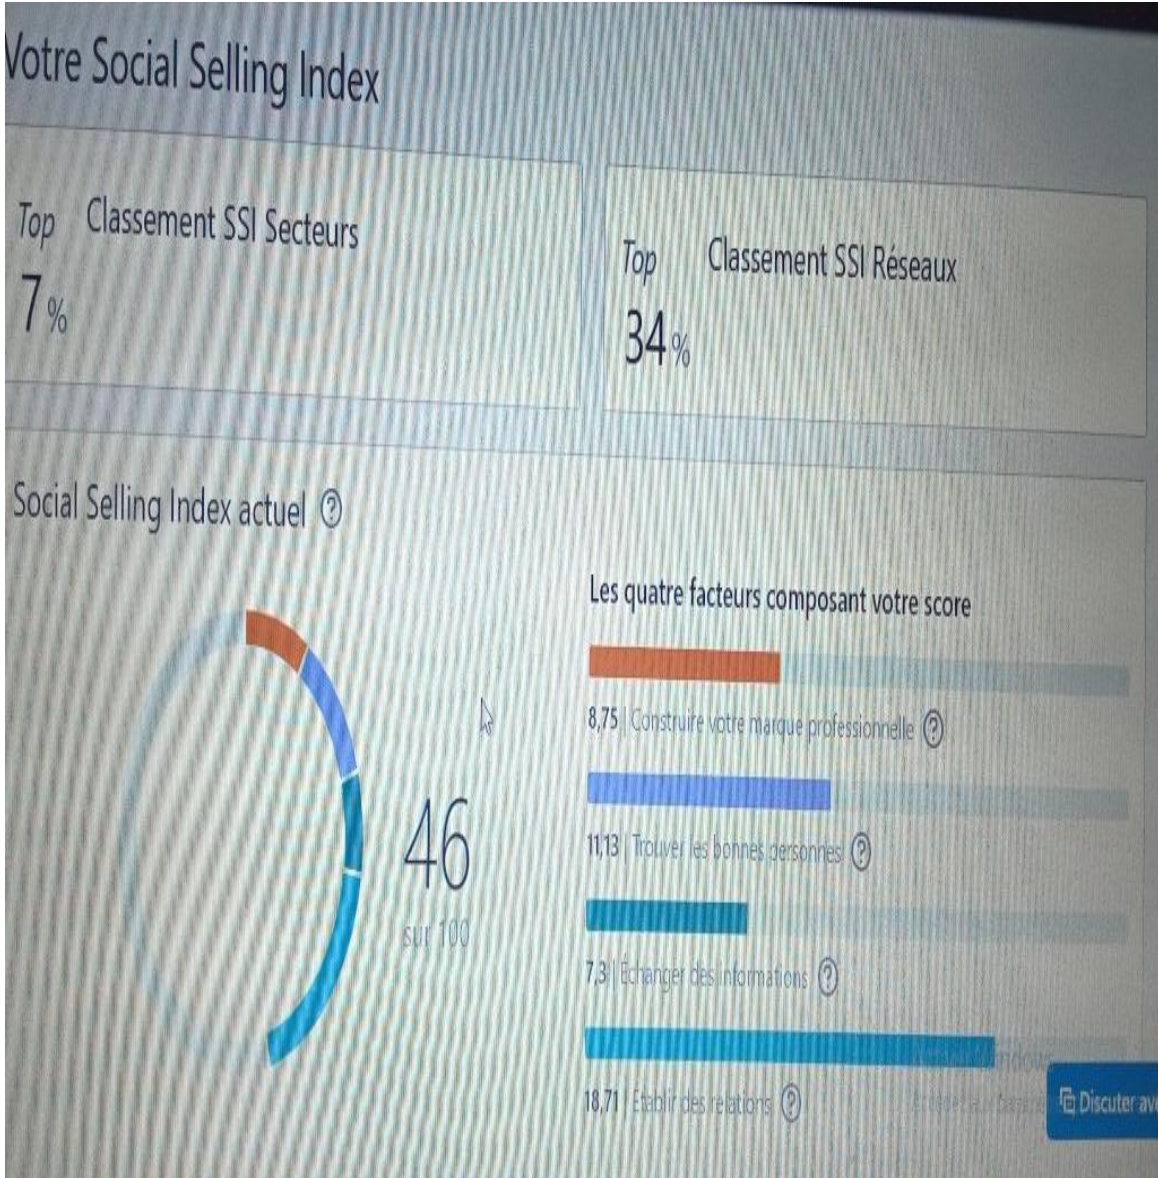 Votre Social Selling Index
Top Classement SSI Secteurs
7%
Top Classement SSI Réseaux
34%
Social Selling Index actuel ?
46
sur 100
Les quatre facteurs composant votre score
8,75 | Construire votre marque professionnelle ?
11,13 | Trouver les bonnes personnes ?
7,3 | Échanger des informations ?
18,71 | Établir des relations ?
Discuter ave